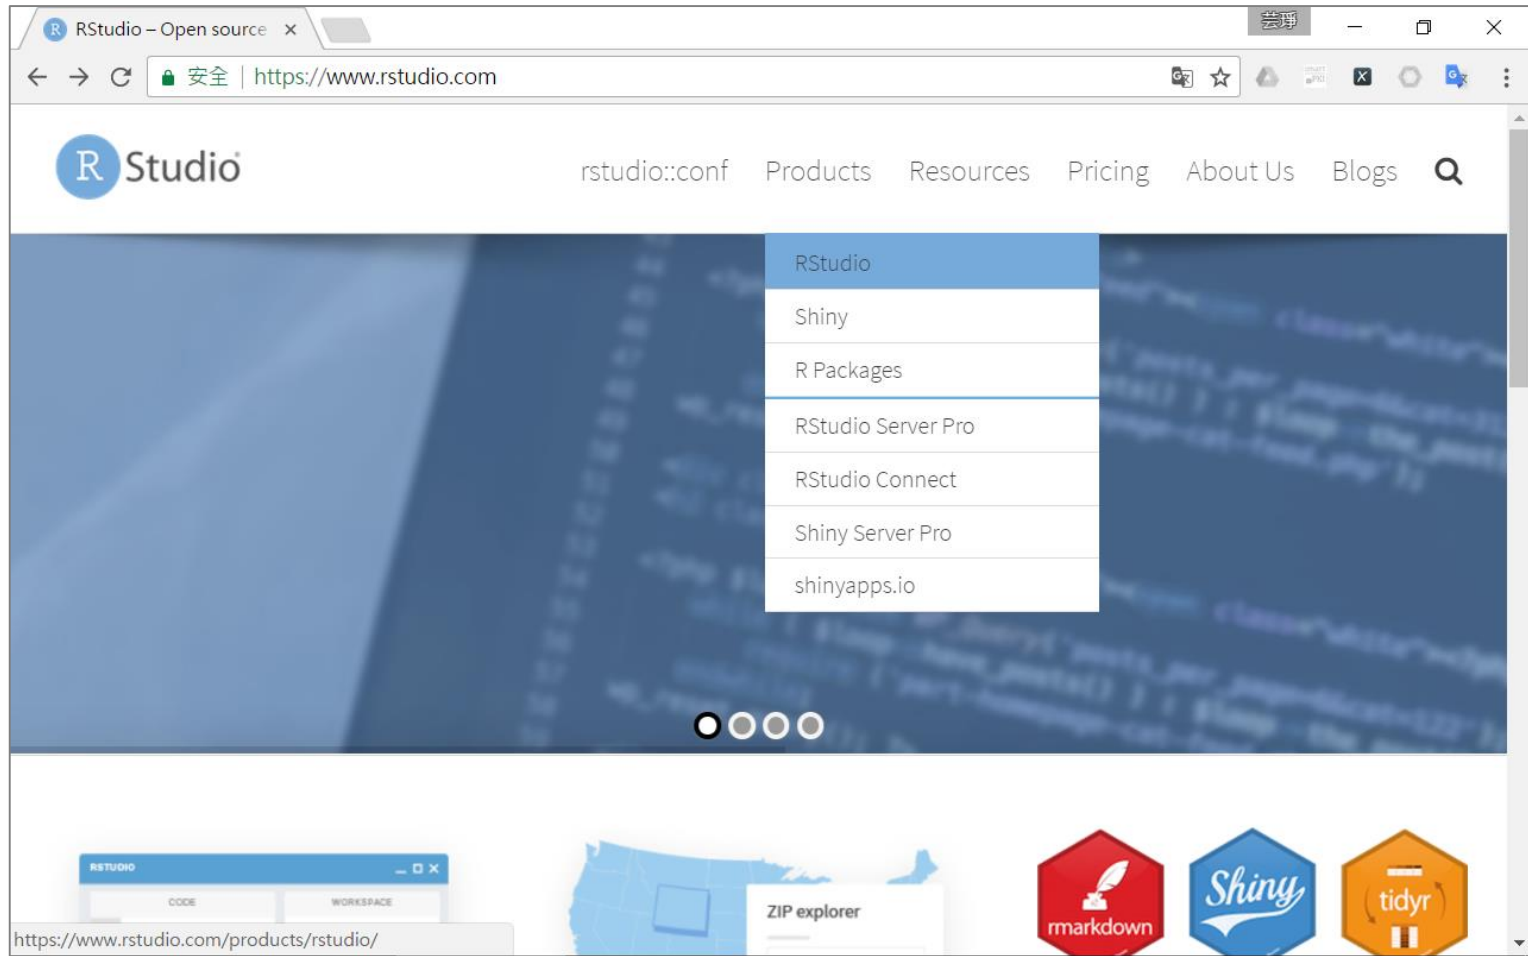 RStudio – Open source
芸琤
安全 | https://www.rstudio.com
R Studio
rstudio::conf Products Resources Pricing About Us Blogs
RStudio
Shiny
R Packages
RStudio Server Pro
RStudio Connect
Shiny Server Pro
shinyapps.io
RSTUDIO
CODE WORKSPACE
ZIP explorer
rmarkdown
Shiny
tidyr
https://www.rstudio.com/products/rstudio/